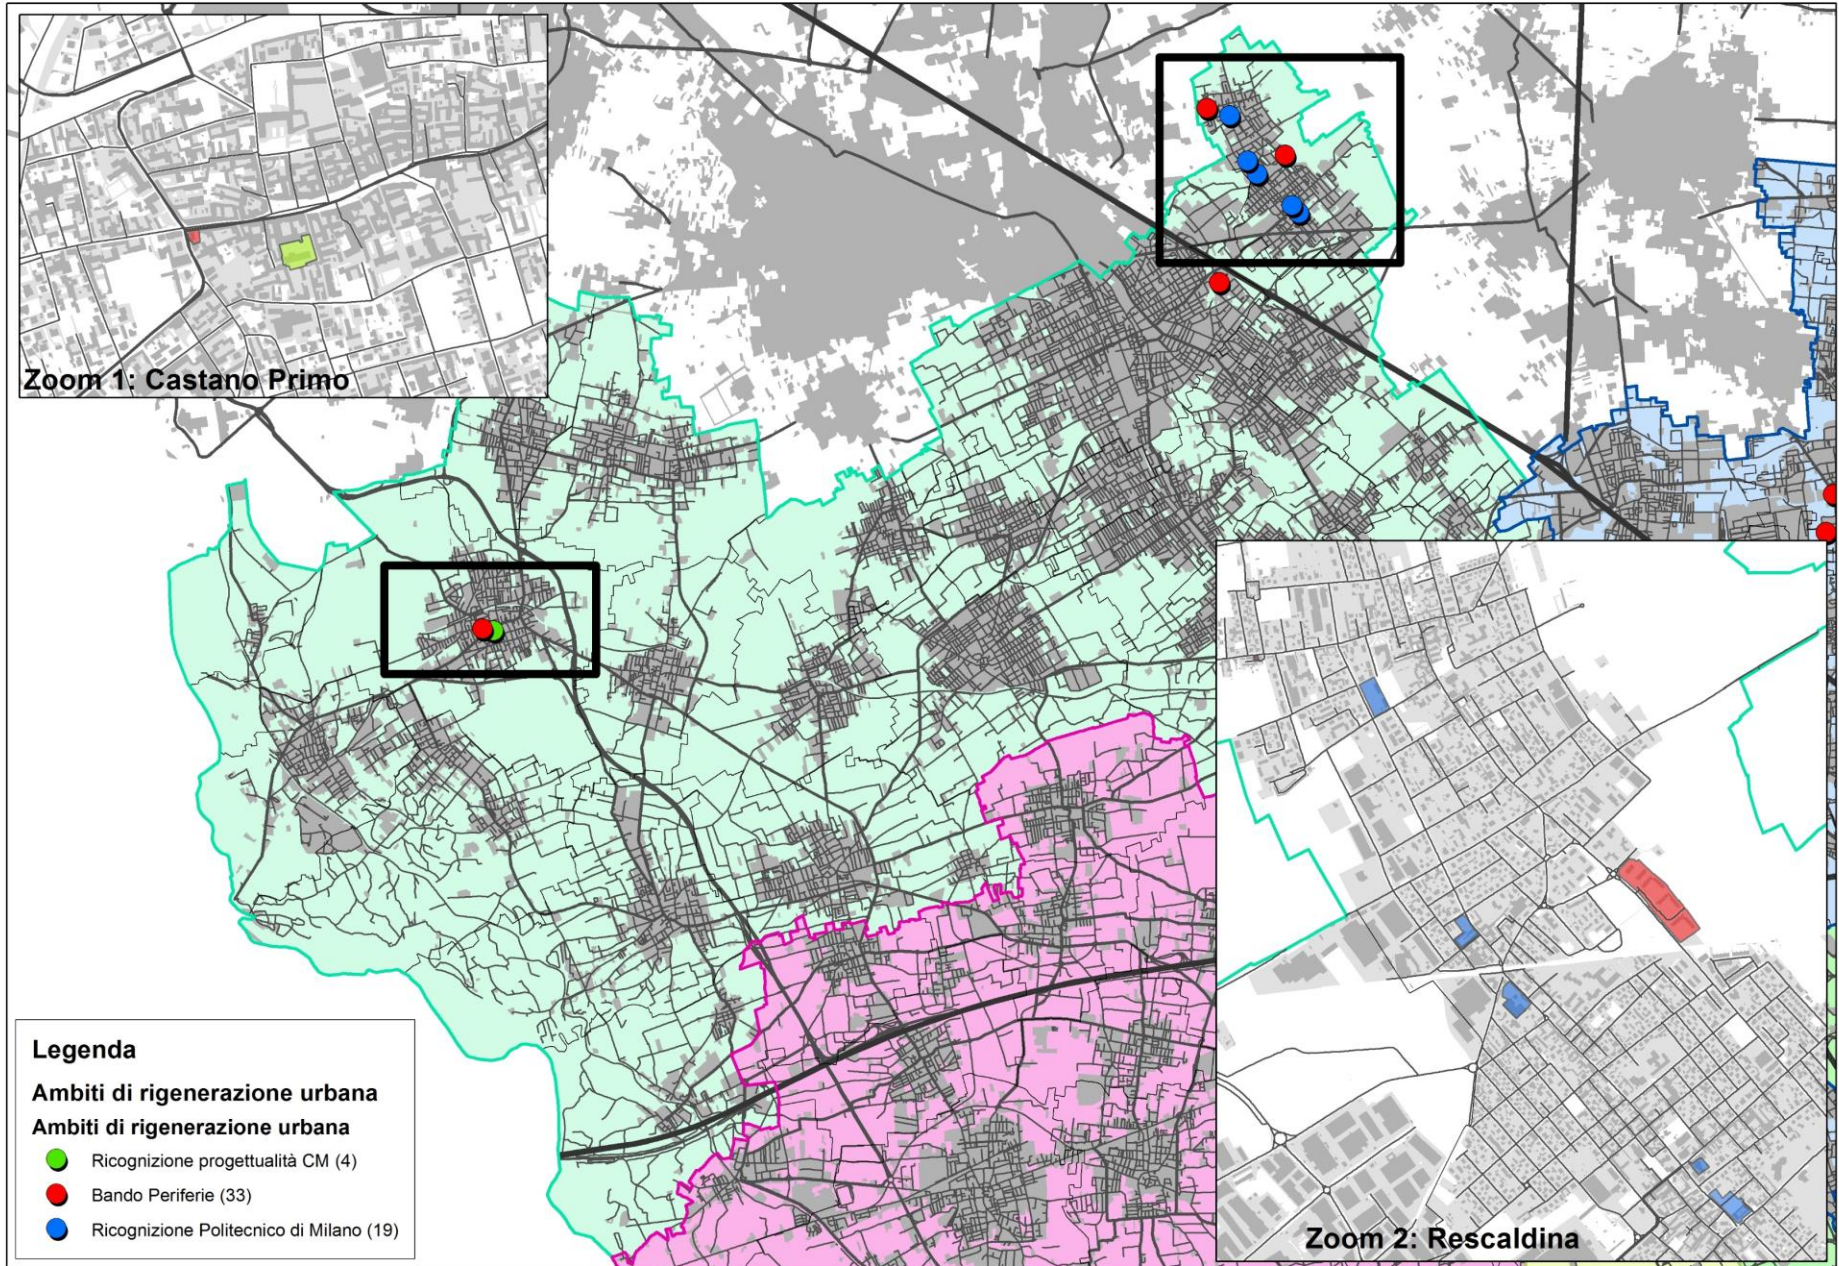 Zoom 1: Castano Primo
Legenda
Ambiti di rigenerazione urbana
Ambiti di rigenerazione urbana
Ricognizione progettualità CM (4)
Bando Periferie (33)
Ricognizione Politecnico di Milano (19)
Zoom 2: Rescaldina